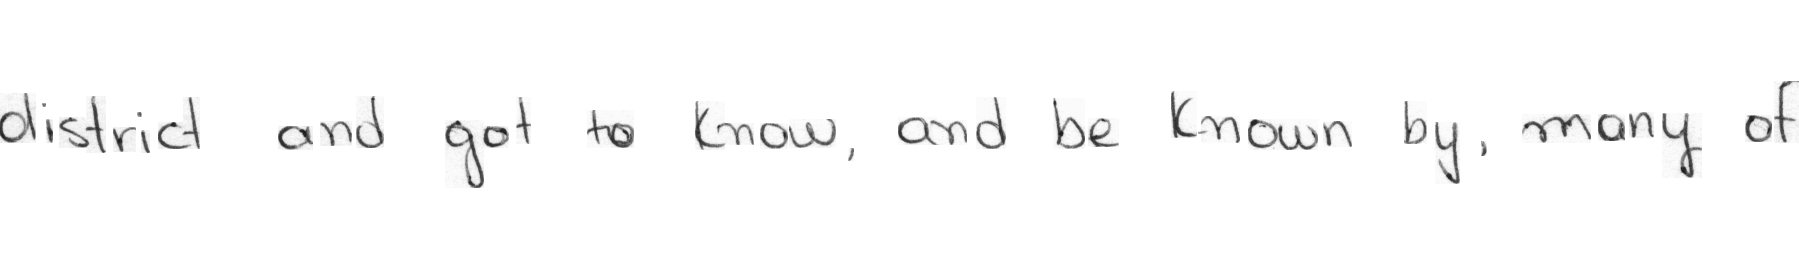 district and got to know, and be known by, many of